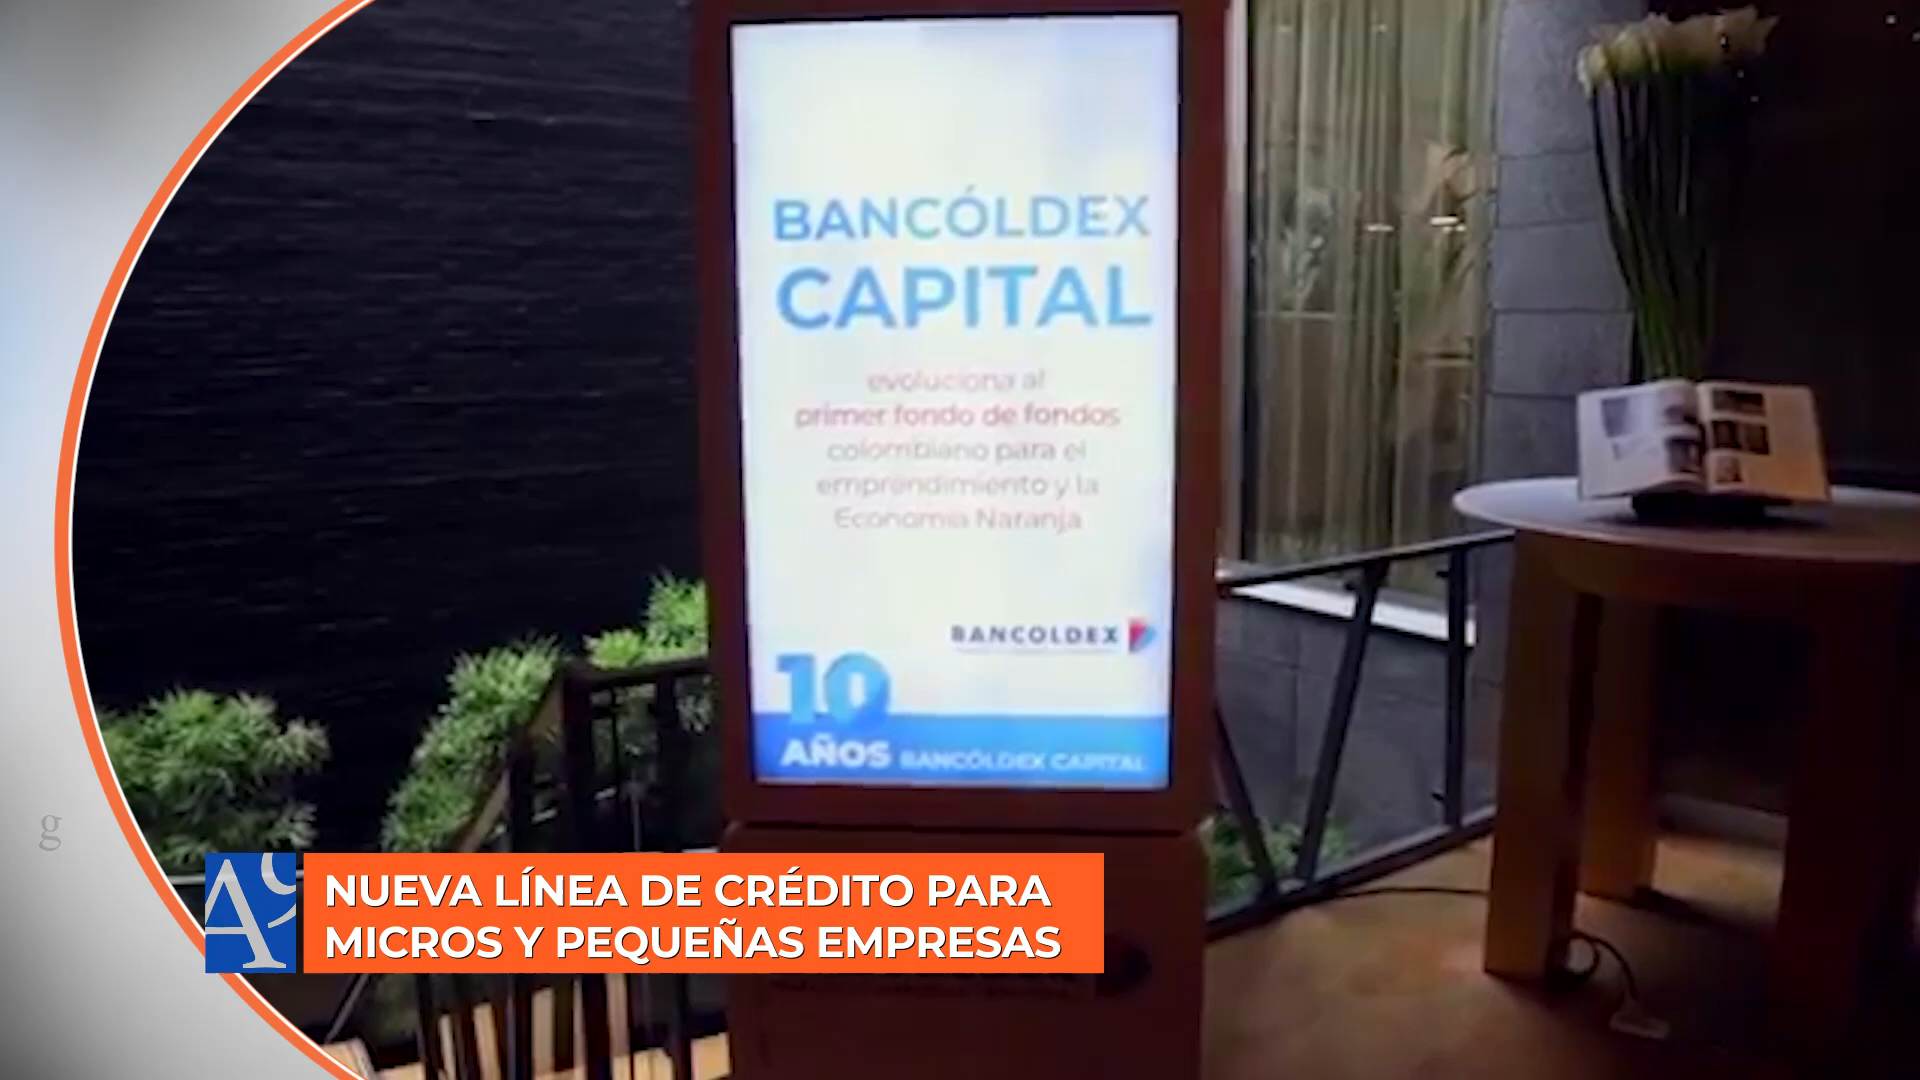 BANCÓLDEX
CAPITAL
evoluciona al
primer fondo de fondos
colombiano para el
emprendimiento y la
Economía Naranja
BANCOLDEX
10
AÑOS BANCÓLDEX CAPITAL
g
A9
NUEVA LÍNEA DE CRÉDITO PARA
MICROS Y PEQUEÑAS EMPRESAS